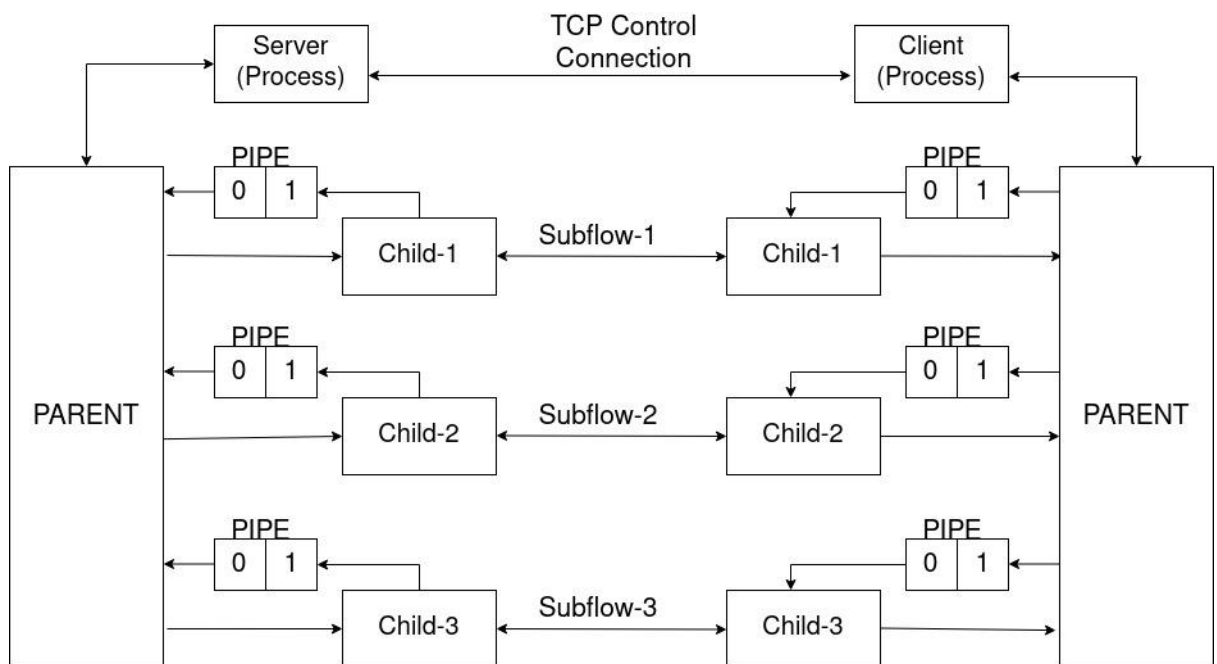 TCP Control
Connection
Server
(Process)
Client
(Process)
PIPE
0 1
PIPE
0 1
Child-1
Subflow-1
Child-1
PIPE
0 1
PIPE
0 1
PARENT
Child-2
Subflow-2
Child-2
PARENT
PIPE
0 1
PIPE
0 1
Child-3
Subflow-3
Child-3